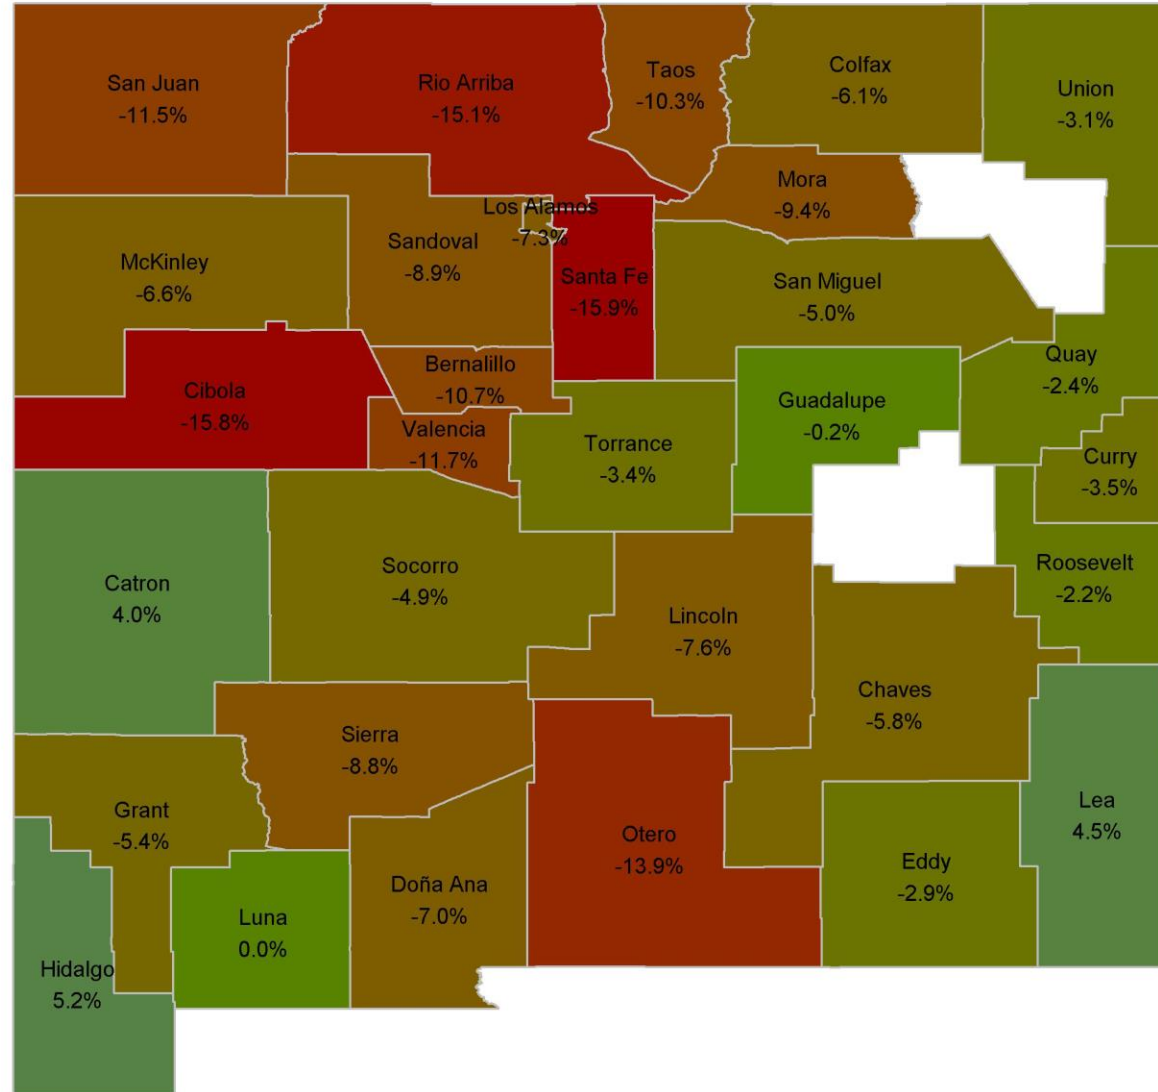 San Juan
-11.5%
Rio Arriba
-15.1%
Taos
-10.3%
Colfax
-6.1%
Union
-3.1%
Mora
-9.4%
Los Alamos
-7.3%
McKinley
-6.6%
Sandoval
-8.9%
Santa Fe
-15.9%
San Miguel
-5.0%
Quay
-2.4%
Bernalillo
-10.7%
Cibola
-15.8%
Guadalupe
-0.2%
Valencia
-11.7%
Torrance
-3.4%
Curry
-3.5%
Catron
4.0%
Socorro
-4.9%
Roosevelt
-2.2%
Lincoln
-7.6%
Chaves
-5.8%
Sierra
-8.8%
Grant
-5.4%
Lea
4.5%
Otero
-13.9%
Eddy
-2.9%
Doña Ana
-7.0%
Luna
0.0%
Hidalgo
5.2%